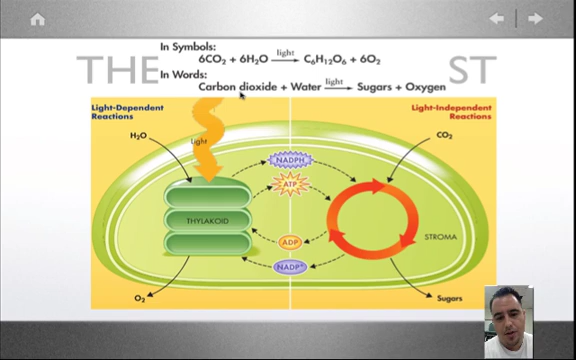 In Symbols:
6CO₂ + 6H₂O light → C₆H₁₂O₆ + 6O₂
THE ST
In Words:
Carbon dioxide + Water light → Sugars + Oxygen
Light-Dependent
Reactions
Light-Independent
Reactions
H₂O
Light
CO₂
NADPH
ATP
THYLAKOID
ADP
STROMA
NADP⁺
O₂
Sugars